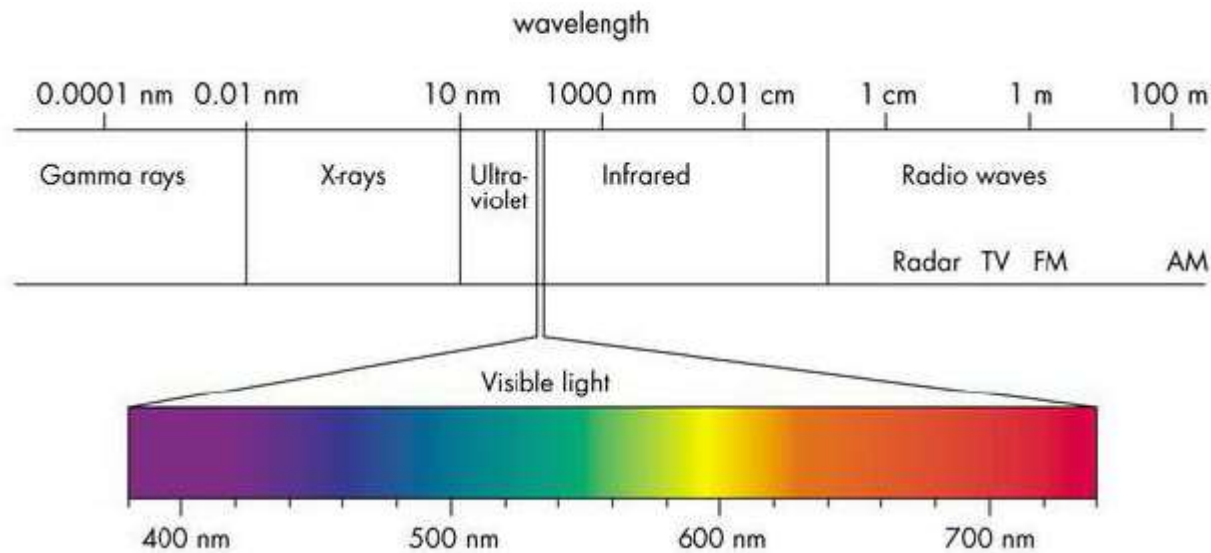 wavelength
0.0001 nm 0.01 nm 10 nm 1000 nm 0.01 cm 1 cm 1 m 100 m
Gamma rays X-rays Ultra- Infrared Radio waves
violet
Radar TV FM AM
Visible light
400 nm 500 nm 600 nm 700 nm